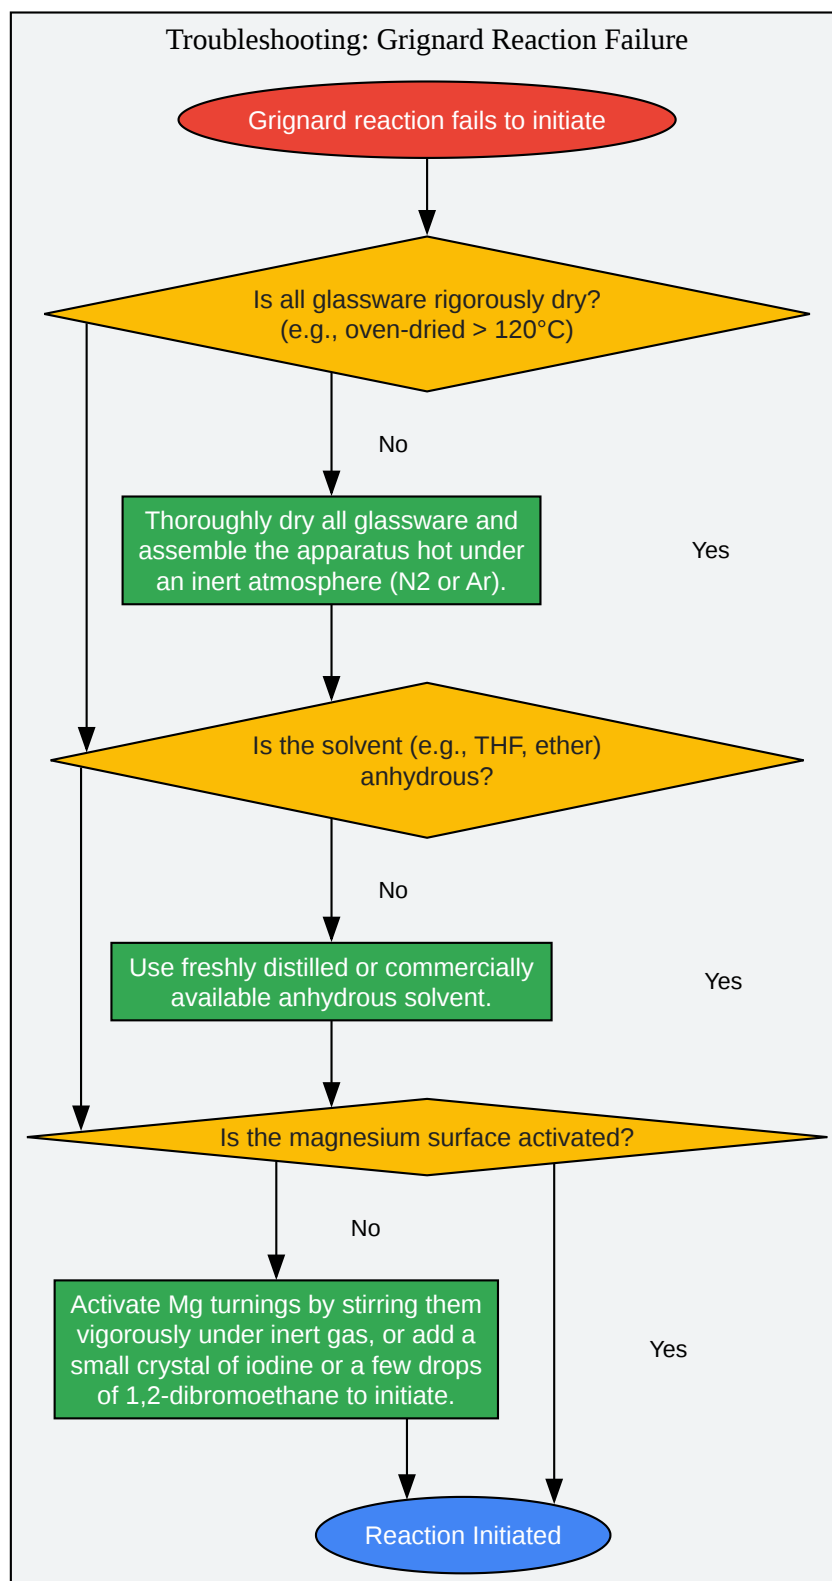 Troubleshooting: Grignard Reaction Failure
Grignard reaction fails to initiate
Is all glassware rigorously dry?
(e.g., oven-dried > 120°C)
No
Thoroughly dry all glassware and
assemble the apparatus hot under
an inert atmosphere (N2 or Ar).
Yes
Is the solvent (e.g., THF, ether)
anhydrous?
No
Use freshly distilled or commercially
available anhydrous solvent.
Yes
Is the magnesium surface activated?
No
Activate Mg turnings by stirring them
vigorously under inert gas, or add a
small crystal of iodine or a few drops
of 1,2-dibromoethane to initiate.
Yes
Reaction Initiated